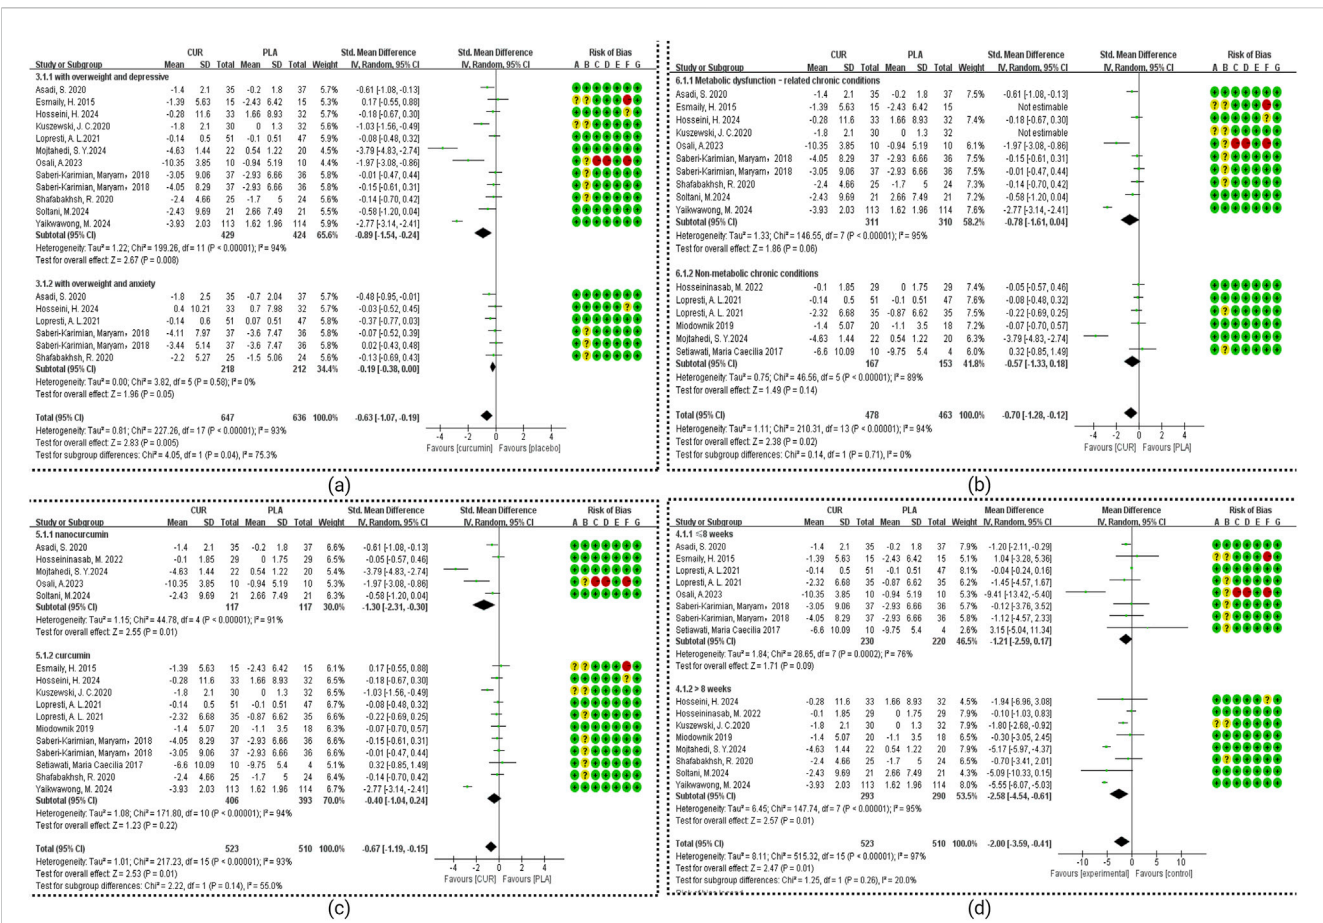 CUR PLA Std. Mean Difference Std. Mean Difference Risk of Bias
Study or Subgroup Mean SD Total Mean SD Total Weight IV, Random, 95% CI IV, Random, 95% CI A B C D E F G
3.1.1 with overweight and depressive
Asadi, S. 2020 -1.4 2.1 35 -0.2 1.8 37 5.7% -0.61 [-1.08, -0.13]
Esmaily, H. 2015 -1.39 5.63 15 -2.43 6.42 15 5.4% 0.17 [-0.55, 0.88]
Hosseini, H. 2024 -0.28 11.6 33 1.66 8.93 32 5.7% -0.18 [-0.67, 0.30]
Kuszewski, J. C.2020 -1.8 2.1 30 0 1.3 32 5.6% -1.03 [-1.56, -0.49]
Lopresti, A. L.2021 -0.14 0.5 51 -0.1 0.51 47 5.8% -0.08 [-0.48, 0.32]
Mojtahedi, S. Y.2024 -4.63 1.44 22 0.54 1.22 20 4.7% -3.79 [-4.83, -2.74]
Osali, A.2023 -10.35 3.85 10 -0.94 5.19 10 4.6% -1.97 [-3.08, -0.86]
Saberi-Karimian, Maryam，2018 -3.05 9.06 37 -2.93 6.66 36 5.7% -0.01 [-0.47, 0.44]
Saberi-Karimian, Maryam，2018 -4.05 8.29 37 -2.93 6.66 36 5.7% -0.15 [-0.61, 0.31]
Shafabakhsh, R. 2020 -2.4 4.66 25 -1.7 5 24 5.6% -0.14 [-0.70, 0.42]
Soltani, M.2024 -2.43 9.69 21 2.66 7.49 21 5.5% -0.58 [-1.20, 0.04]
Yaikwawong, M. 2024 -3.93 2.03 113 1.62 1.96 114 5.7% -2.77 [-3.14, -2.41]
Subtotal (95% CI) 429 424 65.6% -0.89 [-1.54, -0.24]
Heterogeneity: Tau² = 1.22; Chi² = 199.26, df = 11 (P < 0.00001); I² = 94%
Test for overall effect: Z = 2.67 (P = 0.008)
3.1.2 with overweight and anxiety
Asadi, S. 2020 -1.8 2.5 35 -0.7 2.04 37 5.7% -0.48 [-0.95, -0.01]
Hosseini, H. 2024 0.4 10.21 33 0.7 7.98 32 5.7% -0.03 [-0.52, 0.45]
Lopresti, A. L.2021 -0.14 0.6 51 0.07 0.51 47 5.8% -0.37 [-0.77, 0.03]
Saberi-Karimian, Maryam，2018 -4.11 7.97 37 -3.6 7.47 36 5.7% -0.07 [-0.52, 0.39]
Saberi-Karimian, Maryam，2018 -3.44 5.14 37 -3.6 7.47 36 5.7% 0.02 [-0.43, 0.48]
Shafabakhsh, R. 2020 -2.2 5.27 25 -1.5 5.06 24 5.6% -0.13 [-0.69, 0.43]
Subtotal (95% CI) 218 212 34.4% -0.19 [-0.38, 0.00]
Heterogeneity: Tau² = 0.00; Chi² = 3.82, df = 5 (P = 0.58); I² = 0%
Test for overall effect: Z = 1.96 (P = 0.05)
Total (95% CI) 647 636 100.0% -0.63 [-1.07, -0.19]
Heterogeneity: Tau² = 0.81; Chi² = 227.26, df = 17 (P < 0.00001); I² = 93%
Test for overall effect: Z = 2.83 (P = 0.005)
Test for subgroup differences: Chi² = 4.05, df = 1 (P = 0.04), I² = 75.3%
-4 -2 0 2 4
Favours [curcumin] Favours [placebo]
(a)
CUR PLA Std. Mean Difference Std. Mean Difference Risk of Bias
Study or Subgroup Mean SD Total Mean SD Total Weight IV, Random, 95% CI IV, Random, 95% CI A B C D E F G
6.1.1 Metabolic dysfunction - related chronic conditions
Asadi, S. 2020 -1.4 2.1 35 -0.2 1.8 37 7.5% -0.61 [-1.08, -0.13]
Esmaily, H. 2015 -1.39 5.63 15 -2.43 6.42 15 Not estimable
Hosseini, H. 2024 -0.28 11.6 33 1.66 8.93 32 7.4% -0.18 [-0.67, 0.30]
Kuszewski, J. C.2020 -1.8 2.1 30 0 1.3 32 Not estimable
Osali, A.2023 -10.35 3.85 10 -0.94 5.19 10 6.1% -1.97 [-3.08, -0.86]
Saberi-Karimian, Maryam，2018 -4.05 8.29 37 -2.93 6.66 36 7.5% -0.15 [-0.61, 0.31]
Saberi-Karimian, Maryam，2018 -3.05 9.06 37 -2.93 6.66 36 7.5% -0.01 [-0.47, 0.44]
Shafabakhsh, R. 2020 -2.4 4.66 25 -1.7 5 24 7.3% -0.14 [-0.70, 0.42]
Soltani, M.2024 -2.43 9.69 21 2.66 7.49 21 7.2% -0.58 [-1.20, 0.04]
Yaikwawong, M. 2024 -3.93 2.03 113 1.62 1.96 114 7.6% -2.77 [-3.14, -2.41]
Subtotal (95% CI) 311 310 58.2% -0.78 [-1.61, 0.04]
Heterogeneity: Tau² = 1.33; Chi² = 146.55, df = 7 (P < 0.00001); I² = 95%
Test for overall effect: Z = 1.86 (P = 0.06)
6.1.2 Non-metabolic chronic conditions
Hosseininasab, M. 2022 -0.1 1.85 29 0 1.75 29 7.4% -0.05 [-0.57, 0.46]
Lopresti, A. L.2021 -0.14 0.5 51 -0.1 0.51 47 7.6% -0.08 [-0.48, 0.32]
Lopresti, A. L. 2021 -2.32 6.68 35 -0.87 6.62 35 7.5% -0.22 [-0.69, 0.25]
Miodownik 2019 -1.4 5.07 20 -1.1 3.5 18 7.1% -0.07 [-0.70, 0.57]
Mojtahedi, S. Y.2024 -4.63 1.44 22 0.54 1.22 20 6.2% -3.79 [-4.83, -2.74]
Setiawati, Maria Caecilia 2017 -6.6 10.09 10 -9.75 5.4 4 6.0% 0.32 [-0.85, 1.49]
Subtotal (95% CI) 167 153 41.8% -0.57 [-1.33, 0.18]
Heterogeneity: Tau² = 0.75; Chi² = 46.56, df = 5 (P < 0.00001); I² = 89%
Test for overall effect: Z = 1.49 (P = 0.14)
Total (95% CI) 478 463 100.0% -0.70 [-1.28, -0.12]
Heterogeneity: Tau² = 1.11; Chi² = 210.31, df = 13 (P < 0.00001); I² = 94%
Test for overall effect: Z = 2.38 (P = 0.02)
Test for subgroup differences: Chi² = 0.14, df = 1 (P = 0.71), I² = 0%
-4 -2 0 2 4
Favours [CUR] Favours [PLA]
(b)
CUR PLA Std. Mean Difference Std. Mean Difference Risk of Bias
Study or Subgroup Mean SD Total Mean SD Total Weight IV, Random, 95% CI IV, Random, 95% CI A B C D E F G
5.1.1 nanocurcumin
Asadi, S. 2020 -1.4 2.1 35 -0.2 1.8 37 6.6% -0.61 [-1.08, -0.13]
Hosseininasab, M. 2022 -0.1 1.85 29 0 1.75 29 6.5% -0.05 [-0.57, 0.46]
Mojtahedi, S. Y.2024 -4.63 1.44 22 0.54 1.22 20 5.4% -3.79 [-4.83, -2.74]
Osali, A.2023 -10.35 3.85 10 -0.94 5.19 10 5.2% -1.97 [-3.08, -0.86]
Soltani, M.2024 -2.43 9.69 21 2.66 7.49 21 6.3% -0.58 [-1.20, 0.04]
Subtotal (95% CI) 117 117 30.0% -1.30 [-2.31, -0.30]
Heterogeneity: Tau² = 1.15; Chi² = 44.78, df = 4 (P < 0.00001); I² = 91%
Test for overall effect: Z = 2.55 (P = 0.01)
5.1.2 curcumin
Esmaily, H. 2015 -1.39 5.63 15 -2.43 6.42 15 6.1% 0.17 [-0.55, 0.88]
Hosseini, H. 2024 -0.28 11.6 33 1.66 8.93 32 6.6% -0.18 [-0.67, 0.30]
Kuszewski, J. C.2020 -1.8 2.1 30 0 1.3 32 6.5% -1.03 [-1.56, -0.49]
Lopresti, A. L.2021 -0.14 0.5 51 -0.1 0.51 47 6.7% -0.08 [-0.48, 0.32]
Lopresti, A. L. 2021 -2.32 6.68 35 -0.87 6.62 35 6.6% -0.22 [-0.69, 0.25]
Miodownik 2019 -1.4 5.07 20 -1.1 3.5 18 6.3% -0.07 [-0.70, 0.57]
Saberi-Karimian, Maryam，2018 -4.05 8.29 37 -2.93 6.66 36 6.6% -0.15 [-0.61, 0.31]
Saberi-Karimian, Maryam，2018 -3.05 9.06 37 -2.93 6.66 36 6.6% -0.01 [-0.47, 0.44]
Setiawati, Maria Caecilia 2017 -6.6 10.09 10 -9.75 5.4 4 5.1% 0.32 [-0.85, 1.49]
Shafabakhsh, R. 2020 -2.4 4.66 25 -1.7 5 24 6.4% -0.14 [-0.70, 0.42]
Yaikwawong, M. 2024 -3.93 2.03 113 1.62 1.96 114 6.7% -2.77 [-3.14, -2.41]
Subtotal (95% CI) 406 393 70.0% -0.40 [-1.04, 0.24]
Heterogeneity: Tau² = 1.08; Chi² = 171.80, df = 10 (P < 0.00001); I² = 94%
Test for overall effect: Z = 1.23 (P = 0.22)
Total (95% CI) 523 510 100.0% -0.67 [-1.19, -0.15]
Heterogeneity: Tau² = 1.01; Chi² = 217.23, df = 15 (P < 0.00001); I² = 93%
Test for overall effect: Z = 2.53 (P = 0.01)
Test for subgroup differences: Chi² = 2.22, df = 1 (P = 0.14), I² = 55.0%
-4 -2 0 2 4
Favours [CUR] Favours [PLA]
(c)
CUR PLA Std. Mean Difference Std. Mean Difference Risk of Bias
Study or Subgroup Mean SD Total Mean SD Total Weight IV, Random, 95% CI IV, Random, 95% CI A B C D E F G
4.1.1 ≤8 weeks
Asadi, S. 2020 -1.4 2.1 35 -0.2 1.8 37 7.9% -1.20 [-2.11, -0.29]
Esmaily, H. 2015 -1.39 5.63 15 -2.43 6.42 15 5.2% 1.04 [-3.28, 5.36]
Lopresti, A. L.2021 -0.14 0.5 51 -0.1 0.51 47 8.1% -0.04 [-0.24, 0.16]
Lopresti, A. L. 2021 -2.32 6.68 35 -0.87 6.62 35 6.2% -1.45 [-4.57, 1.67]
Osali, A.2023 -10.35 3.85 10 -0.94 5.19 10 5.4% -9.41 [-13.42, -5.40]
Saberi-Karimian, Maryam，2018 -3.05 9.06 37 -2.93 6.66 36 5.8% -0.12 [-3.76, 3.52]
Saberi-Karimian, Maryam，2018 -4.05 8.29 37 -2.93 6.66 36 6.0% -1.12 [-4.57, 2.33]
Setiawati, Maria Caecilia 2017 -6.6 10.09 10 -9.75 5.4 4 2.9% 3.15 [-5.04, 11.34]
Subtotal (95% CI) 230 220 46.5% -1.21 [-2.59, 0.17]
Heterogeneity: Tau² = 1.84; Chi² = 28.65, df = 7 (P = 0.0002); I² = 76%
Test for overall effect: Z = 1.71 (P = 0.09)
4.1.2 > 8 weeks
Hosseini, H. 2024 -0.28 11.6 33 1.66 8.93 32 4.7% -1.94 [-6.96, 3.08]
Hosseininasab, M. 2022 -0.1 1.85 29 0 1.75 29 7.9% -0.10 [-1.03, 0.83]
Kuszewski, J. C.2020 -1.8 2.1 30 0 1.3 32 7.9% -1.80 [-2.68, -0.92]
Miodownik 2019 -1.4 5.07 20 -1.1 3.5 18 6.5% -0.30 [-3.05, 2.45]
Mojtahedi, S. Y.2024 -4.63 1.44 22 0.54 1.22 20 7.9% -5.17 [-5.97, -4.37]
Shafabakhsh, R. 2020 -2.4 4.66 25 -1.7 5 24 6.5% -0.70 [-3.41, 2.01]
Soltani, M.2024 -2.43 9.69 21 2.66 7.49 21 4.5% -5.09 [-10.33, 0.15]
Yaikwawong, M. 2024 -3.93 2.03 113 1.62 1.96 114 8.0% -5.55 [-6.07, -5.03]
Subtotal (95% CI) 293 290 53.5% -2.58 [-4.54, -0.61]
Heterogeneity: Tau² = 6.45; Chi² = 147.74, df = 7 (P < 0.00001); I² = 95%
Test for overall effect: Z = 2.57 (P = 0.01)
Total (95% CI) 523 510 100.0% -2.00 [-3.59, -0.41]
Heterogeneity: Tau² = 8.11; Chi² = 515.32, df = 15 (P < 0.00001); I² = 97%
Test for overall effect: Z = 2.47 (P = 0.01)
Test for subgroup differences: Chi² = 1.25, df = 1 (P = 0.26), I² = 20.0%
-10 -5 0 5 10
Favours [experimental] Favours [control]
(d)